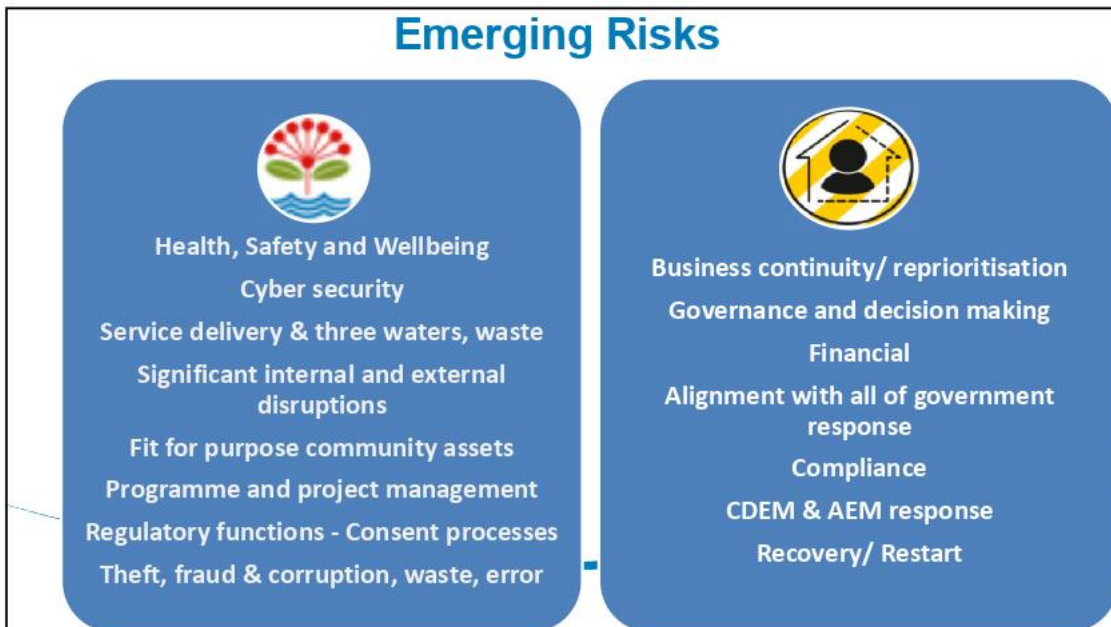 Emerging Risks
Health, Safety and Wellbeing
Cyber security
Service delivery & three waters, waste
Significant internal and external
disruptions
Fit for purpose community assets
Programme and project management
Regulatory functions - Consent processes
Theft, fraud & corruption, waste, error
Business continuity/ reprioritisation
Governance and decision making
Financial
Alignment with all of government
response
Compliance
CDEM & AEM response
Recovery/ Restart